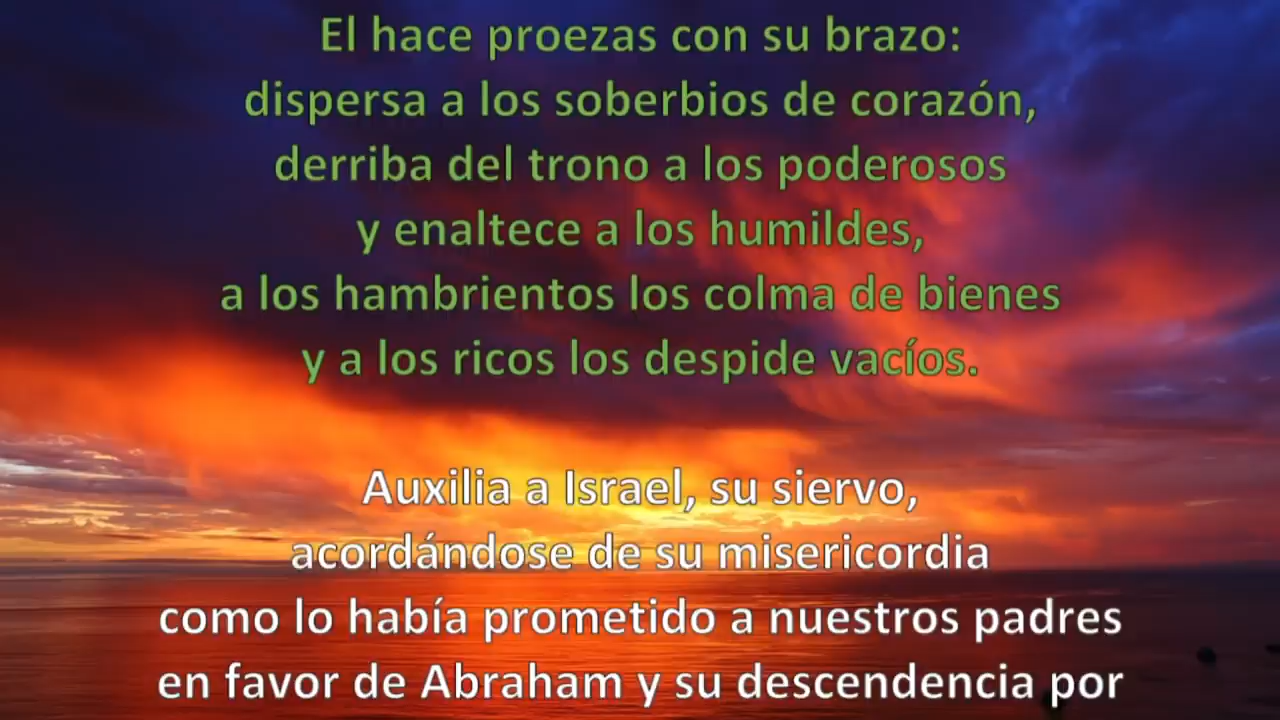 El hace proezas con su brazo:
dispersa a los soberbios de corazón,
derriba del trono a los poderosos
y enaltece a los humildes,
a los hambrientos los colma de bienes
y a los ricos los despide vacíos.
Auxilia a Israel, su siervo,
acordándose de su misericordia
como lo había prometido a nuestros padres
en favor de Abraham y su descendencia por